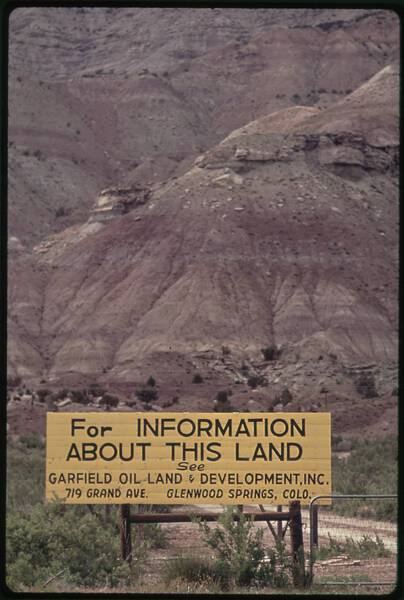 For INFORMATION
ABOUT THIS LAND
See
GARFIELD OIL LAND & DEVELOPMENT, INC.
719 GRAND AVE. GLENWOOD SPRINGS, COLO.